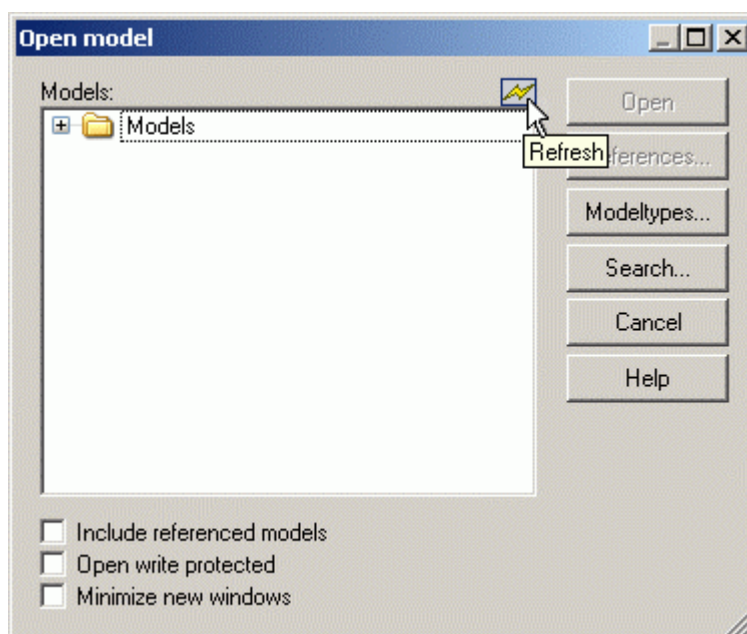 Open model
Models:
Models
Refresh
Open
ferences...
Modeltypes...
Search...
Cancel
Help
Include referenced models
Open write protected
Minimize new windows